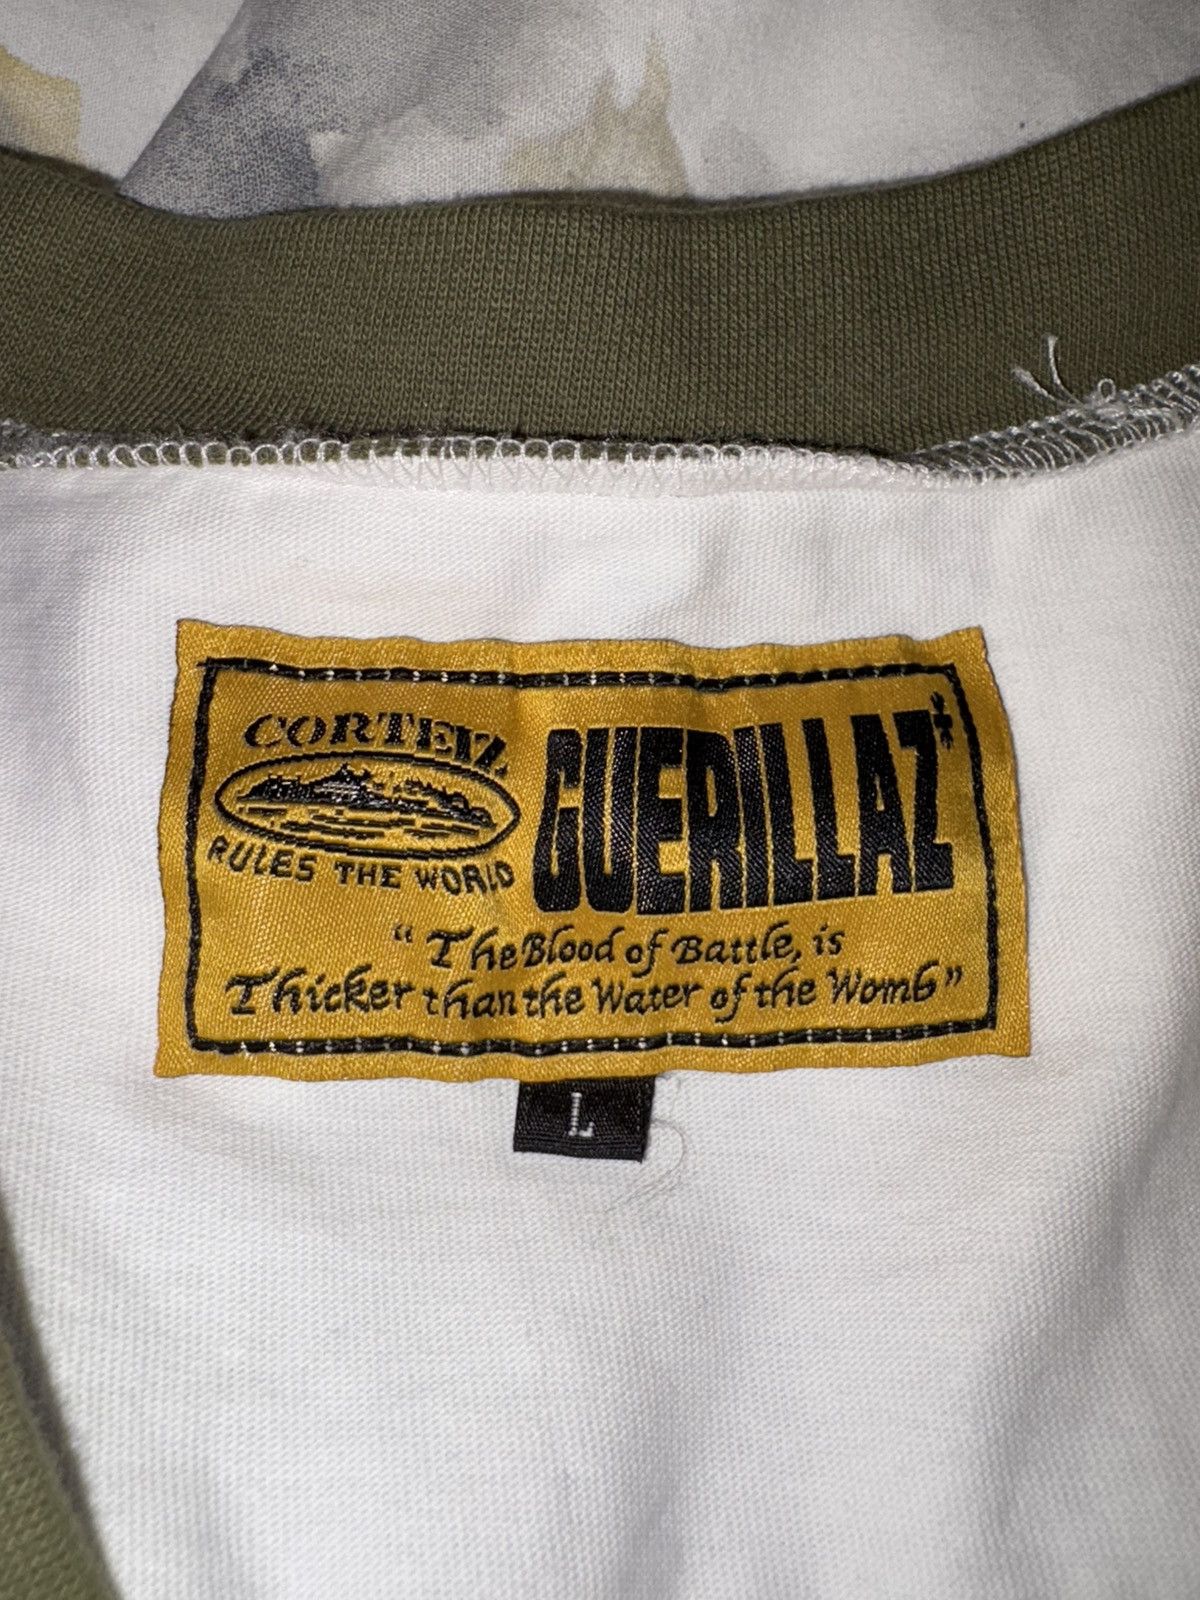 CORTEIZ
RULES THE WORLD
GUERILLAZ
“The Blood of Battle, is
Thicker than the Water of the Womb”
L